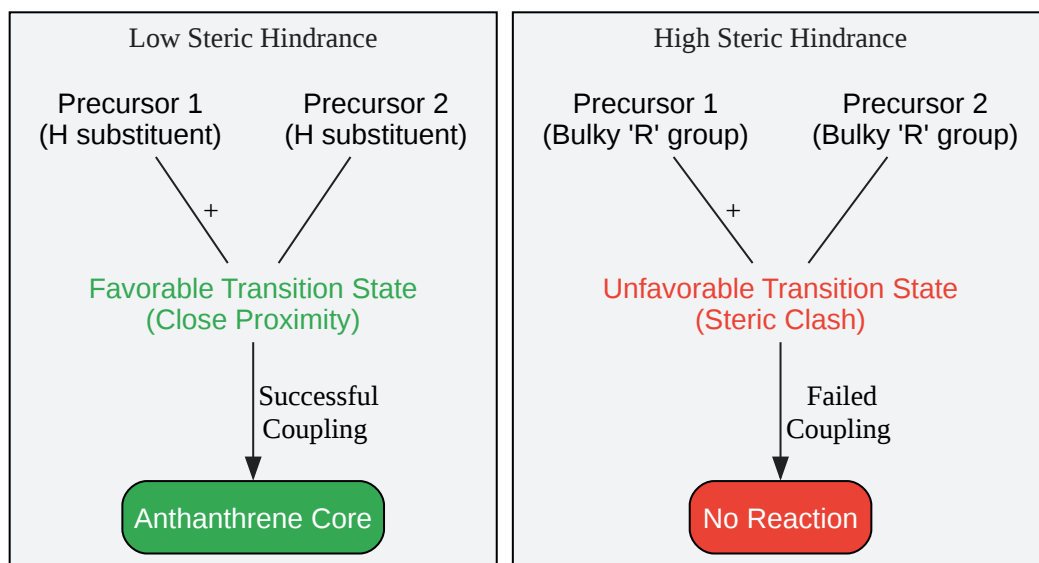 Low Steric Hindrance
Precursor 1
(H substituent)
Precursor 2
(H substituent)
+
Favorable Transition State
(Close Proximity)
Successful
Coupling
Anthanthrene Core
High Steric Hindrance
Precursor 1
(Bulky 'R' group)
Precursor 2
(Bulky 'R' group)
+
Unfavorable Transition State
(Steric Clash)
Failed
Coupling
No Reaction